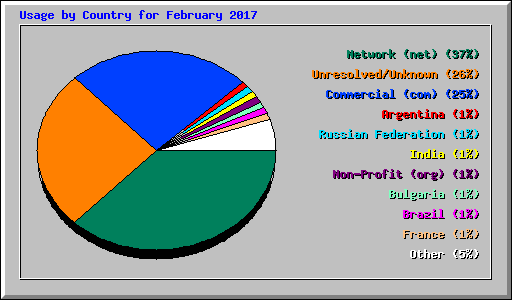 Usage by Country for February 2017
Network (net) (37%)
Unresolved/Unknown (26%)
Commercial (com) (25%)
Argentina (1%)
Russian Federation (1%)
India (1%)
Non-Profit (org) (1%)
Bulgaria (1%)
Brazil (1%)
France (1%)
Other (5%)